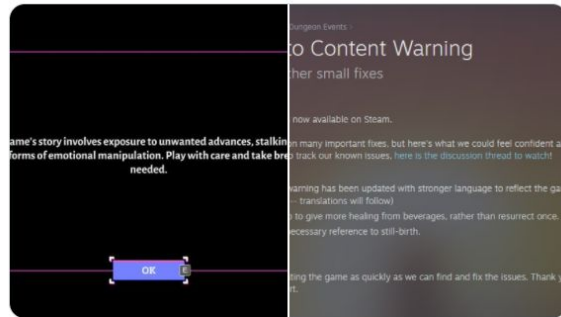 ame's story involves exposure to unwanted advances, stalkin
forms of emotional manipulation. Play with care and take bre
needed.
OK
E
Dungeon Events
to Content Warning
ther small fixes
now available on Steam.
n many important fixes, but here's what we could feel confident a
track our known issues, here is the discussion thread to watch!
warning has been updated with stronger language to reflect the ga
translations will follow)
to give more healing from beverages, rather than resurrect once.
necessary reference to still-birth.
ting the game as quickly as we can find and fix the issues. Thank y
rt.